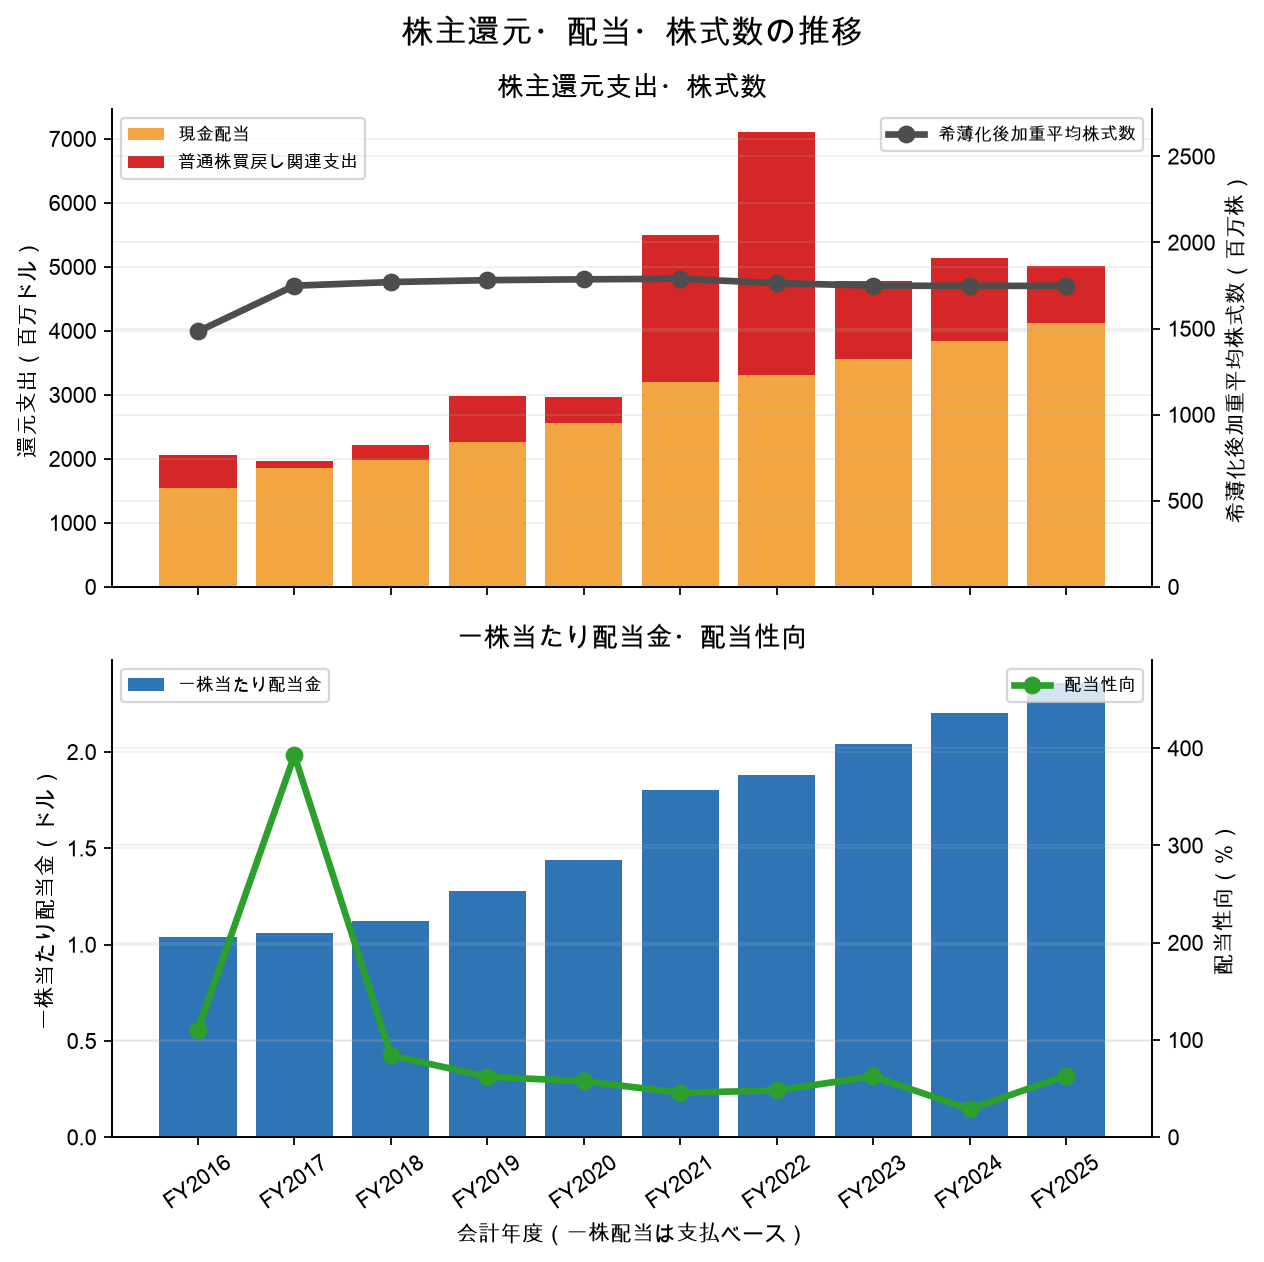 株主還元・配当・株式数の推移
株主還元支出・株式数
現金配当
普通株買戻し関連支出
希薄化後加重平均株式数
7000
6000
5000
4000
3000
2000
1000
0
還元支出（百万ドル）
2500
2000
1500
1000
500
0
希薄化後加重平均株式数（百万株）
一株当たり配当金・配当性向
一株当たり配当金
配当性向
2.0
1.5
1.0
0.5
0.0
一株当たり配当金（ドル）
400
300
200
100
0
配当性向（%）
FY2016 FY2017 FY2018 FY2019 FY2020 FY2021 FY2022 FY2023 FY2024 FY2025
会計年度（一株配当は支払ベース）